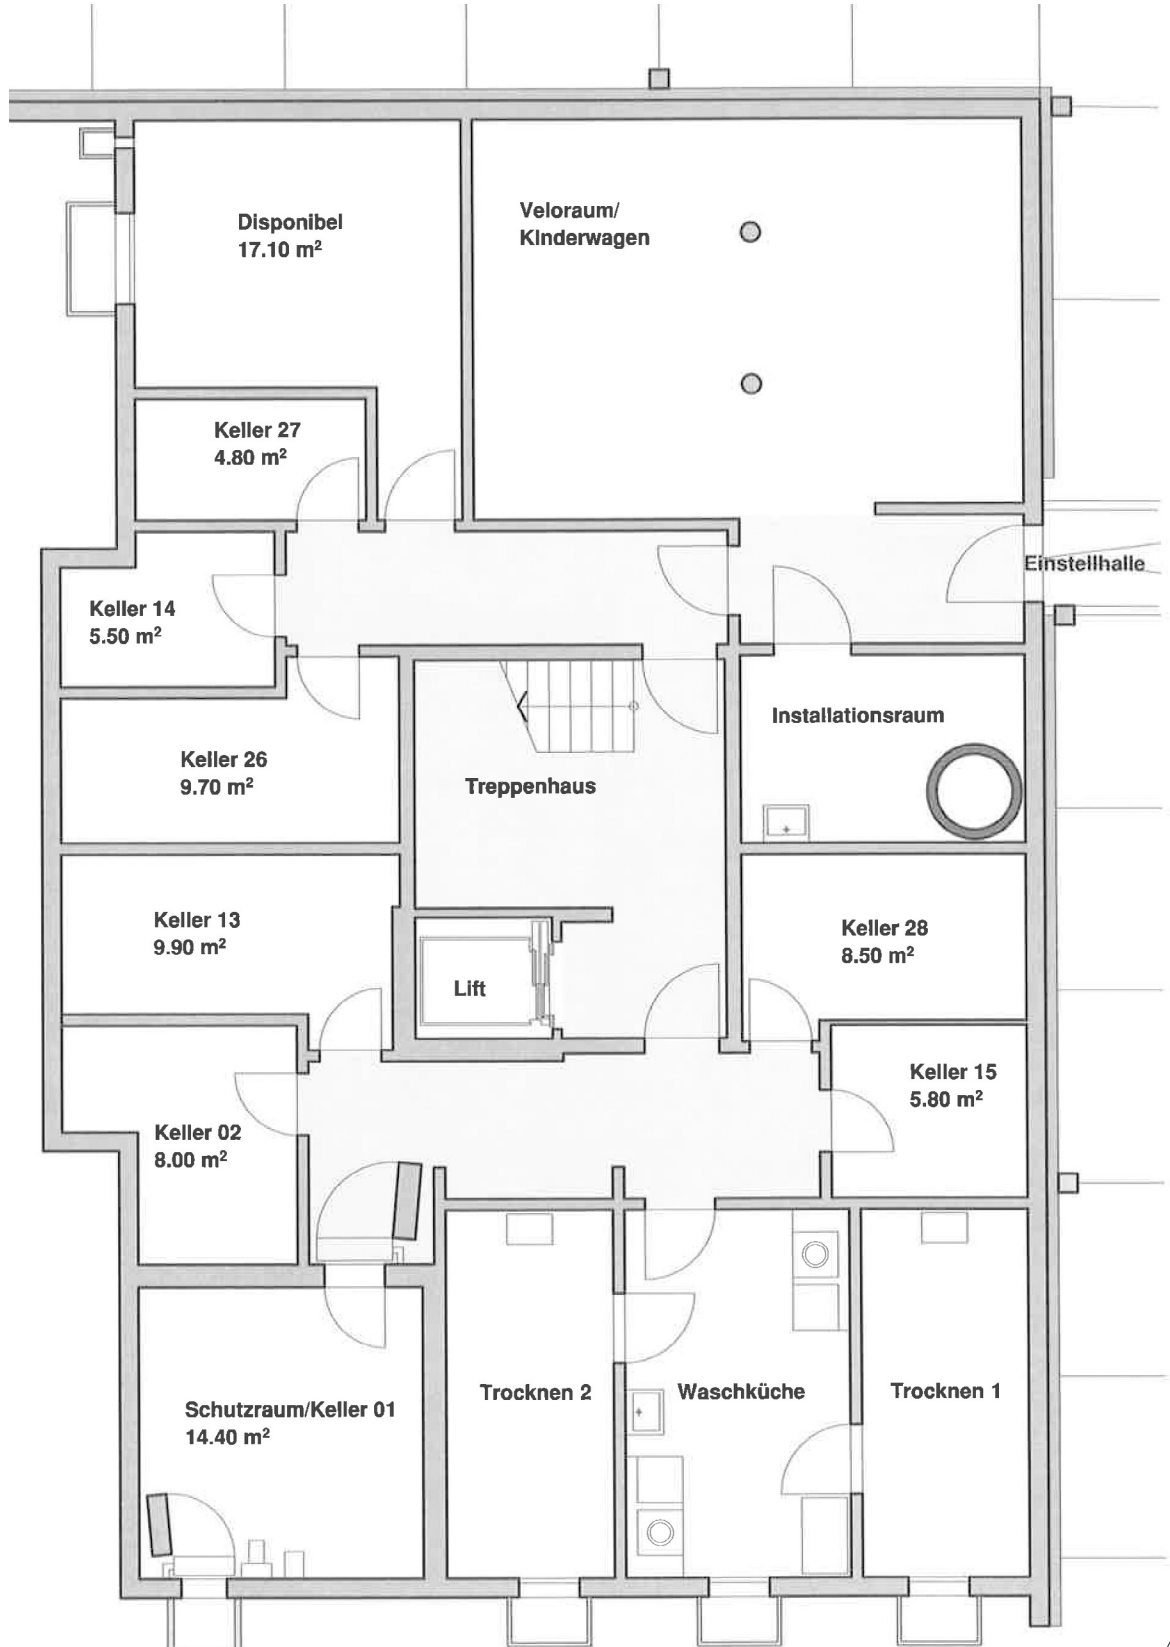 Disponibel
17.10 m²
Veloraum/
Kinderwagen
Keller 27
4.80 m²
Einstellhalle
Keller 14
5.50 m²
Installationsraum
Keller 26
9.70 m²
Treppenhaus
Keller 13
9.90 m²
Keller 28
8.50 m²
Lift
Keller 15
5.80 m²
Keller 02
8.00 m²
Trocknen 2
Waschküche
Trocknen 1
Schutzraum/Keller 01
14.40 m²